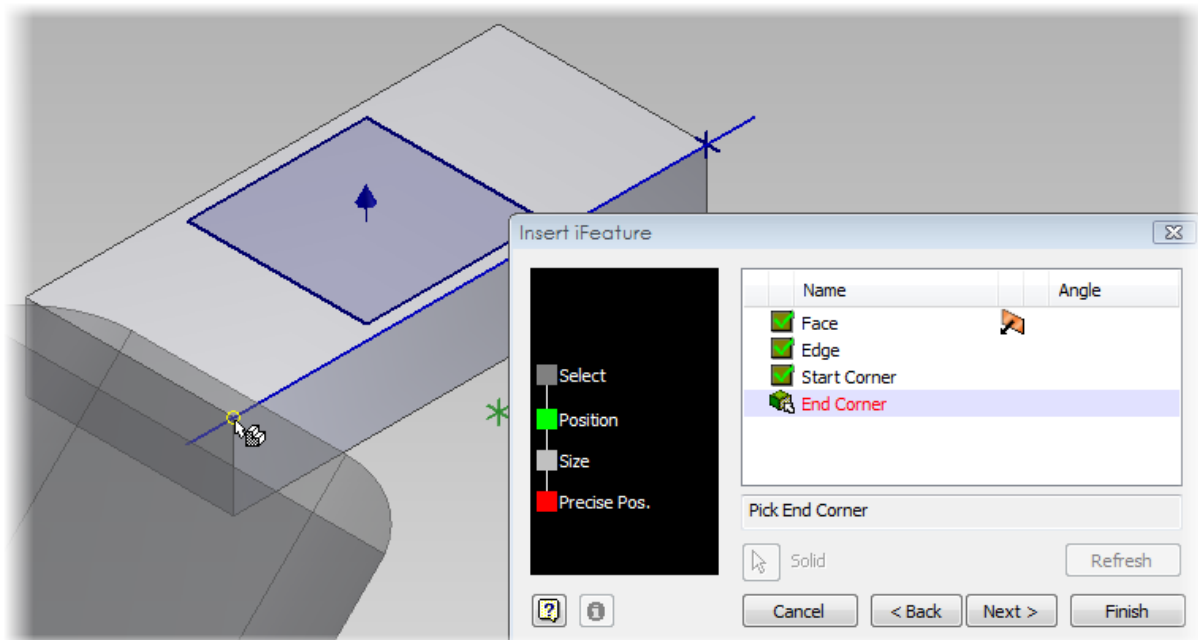 Insert iFeature
Name Angle
Face
Edge
Start Corner
End Corner
Select
Position
Size
Precise Pos.
Pick End Corner
Solid
Refresh
Cancel
< Back
Next >
Finish